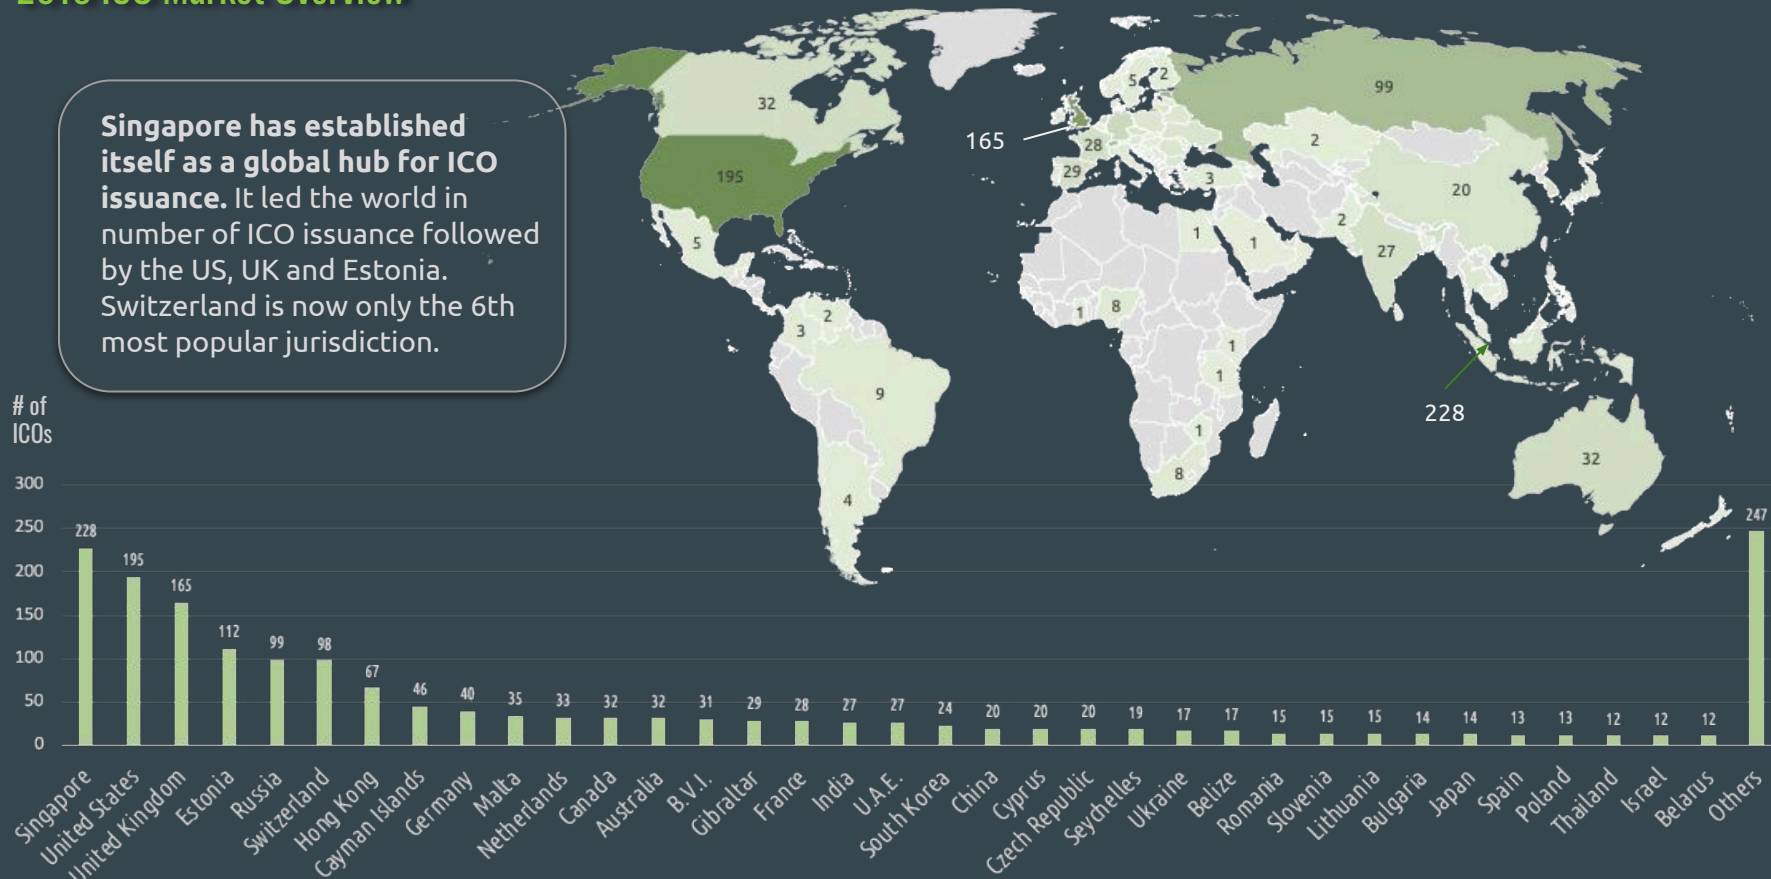 2018 ICO Market Overview
Singapore has established
itself as a global hub for ICO
issuance. It led the world in
number of ICO issuance followed
by the US, UK and Estonia.
Switzerland is now only the 6th
most popular jurisdiction.
32
195
5
3
2
9
4
165
5
2
28
29
3
99
2
20
2
27
1
1
1
8
1
1
1
8
228
32
# of
ICOs
300
250
200
150
100
50
0
228
195
165
112
99
98
67
46
40
35
33
32
32
31
29
28
27
27
24
20
20
20
19
17
17
15
15
15
14
14
13
13
12
12
12
247
Singapore
United States
United Kingdom
Estonia
Russia
Switzerland
Hong Kong
Cayman Islands
Germany
Malta
Netherlands
Canada
Australia
B.V.I.
Gibraltar
France
India
U.A.E.
South Korea
China
Cyprus
Czech Republic
Seychelles
Ukraine
Belize
Romania
Slovenia
Lithuania
Bulgaria
Japan
Spain
Poland
Thailand
Israel
Belarus
Others